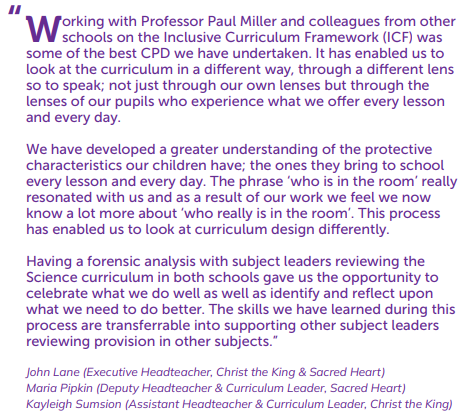 "Working with Professor Paul Miller and colleagues from other
schools on the Inclusive Curriculum Framework (ICF) was
some of the best CPD we have undertaken. It has enabled us to
look at the curriculum in a different way, through a different lens
so to speak; not just through our own lenses but through the
lenses of our pupils who experience what we offer every lesson
and every day.
We have developed a greater understanding of the protective
characteristics our children have; the ones they bring to school
every lesson and every day. The phrase ‘who is in the room’ really
resonated with us and as a result of our work we feel we now
know a lot more about ‘who really is in the room’. This process
has enabled us to look at curriculum design differently.
Having a forensic analysis with subject leaders reviewing the
Science curriculum in both schools gave us the opportunity to
celebrate what we do well as well as identify and reflect upon
what we need to do better. The skills we have learned during this
process are transferrable into supporting other subject leaders
reviewing provision in other subjects.”
John Lane (Executive Headteacher, Christ the King & Sacred Heart)
Maria Pipkin (Deputy Headteacher & Curriculum Leader, Sacred Heart)
Kayleigh Sumsion (Assistant Headteacher & Curriculum Leader, Christ the King)